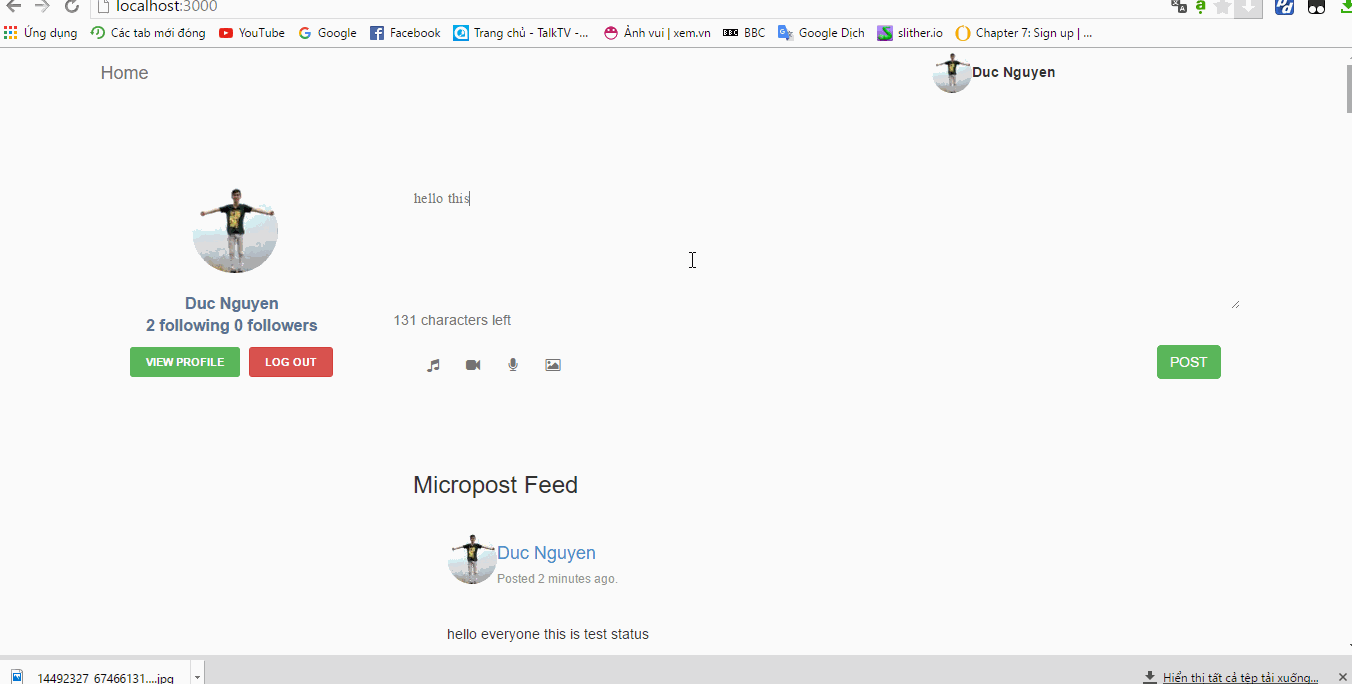 localhost:3000
Ứng dụng Các tab mới đóng YouTube Google Facebook Trang chủ - TalkTV -... Ảnh vui | xem.vn BBC BBC Google Dịch slither.io Chapter 7: Sign up | ...
Home Duc Nguyen
hello this
Duc Nguyen
2 following 0 followers
131 characters left
VIEW PROFILE LOG OUT POST
Micropost Feed
Duc Nguyen
Posted 2 minutes ago.
hello everyone this is test status
14492327_67466131....jpg Hiển thị tất cả tệp tải xuống...